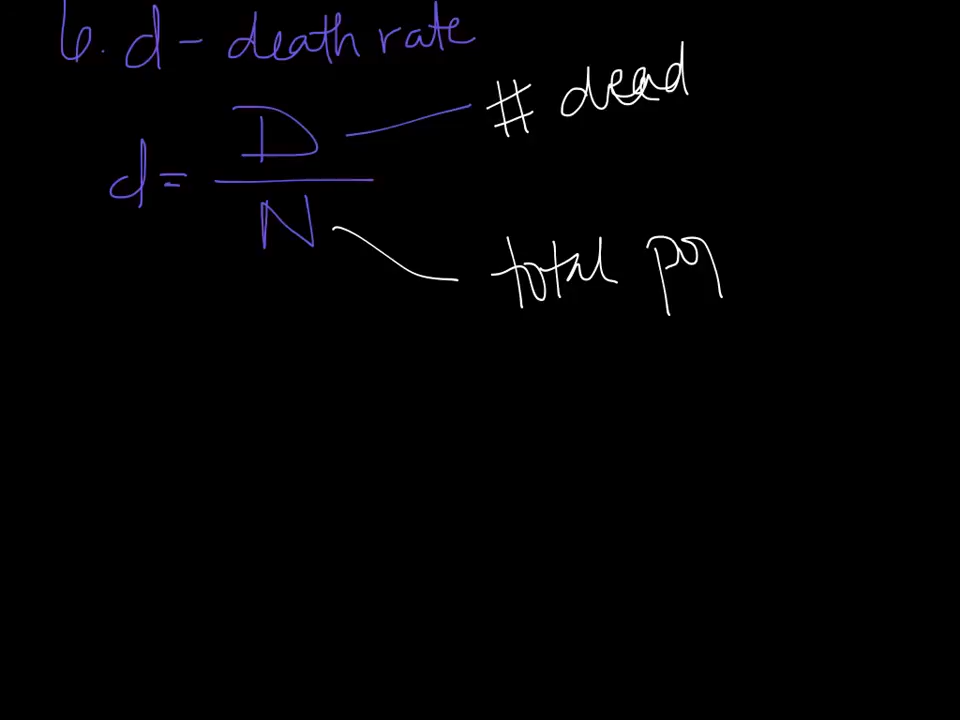 6. d - death rate
d = D / N
# dead
total pop